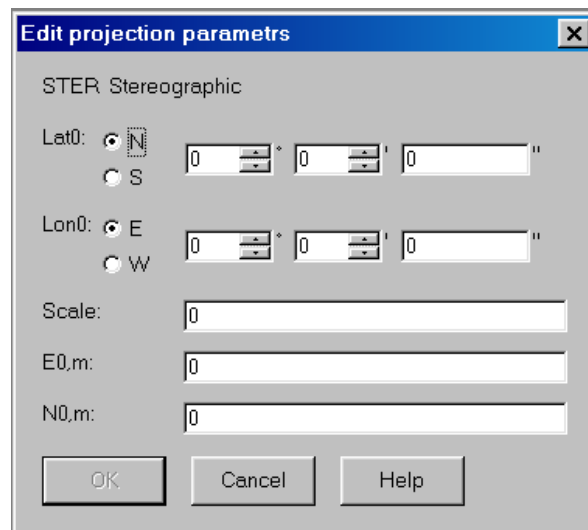 Edit projection parametrs
STER Stereographic
Lat0: N 0 ° 0 ' 0 "
S
Lon0: E 0 ° 0 ' 0 "
W
Scale: 0
E0,m: 0
N0,m: 0
OK Cancel Help